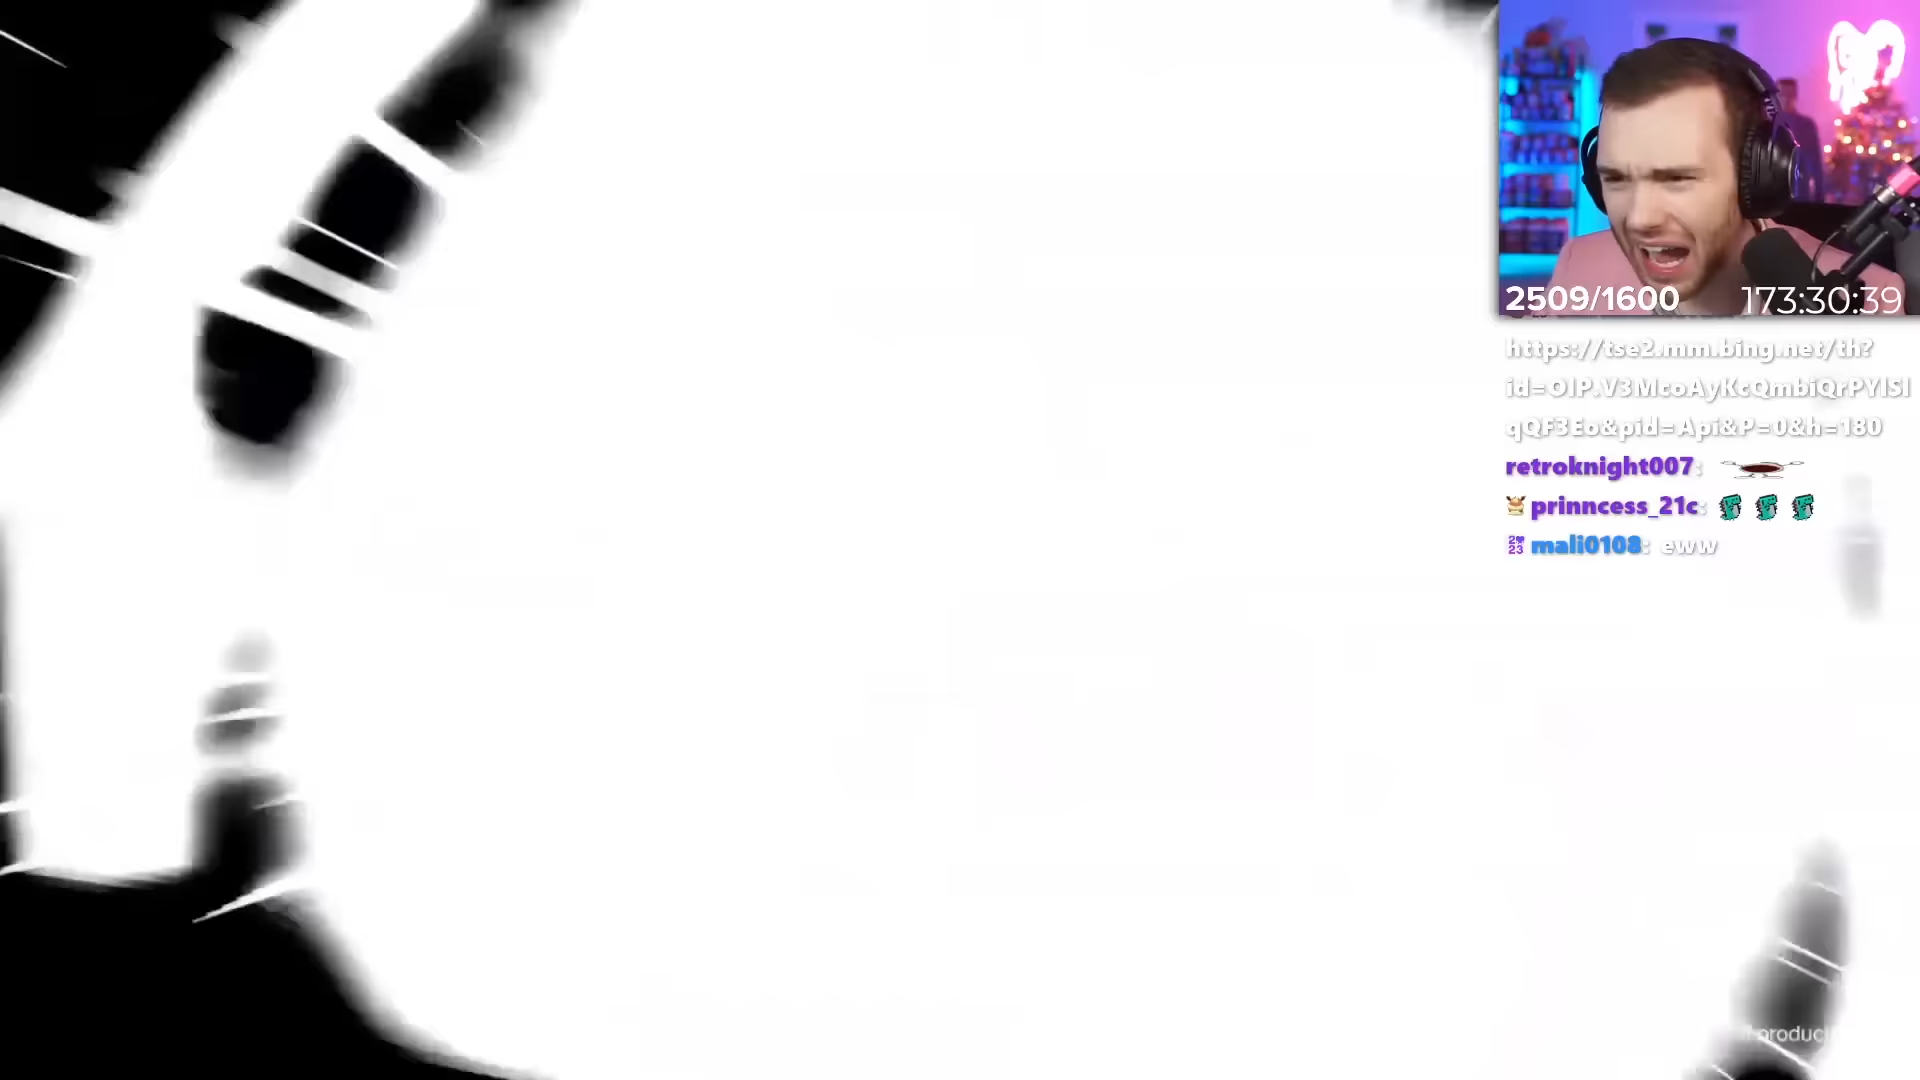 2509/1600
173:30:39
https://tse2.mm.bing.net/th?
id=OIP.V3McoAyKcQmbiQrPYlSl
qQF3Eo&pid=Api&P=0&h=180
retroknight007:
prinncess_21c:
2023 mali0108: eww